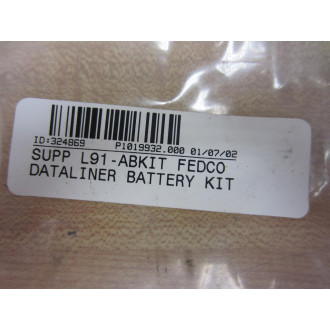 ID:324869 P1019932.000 01/07/02
SUPP L91-ABKIT FEDCO
DATALINER BATTERY KIT